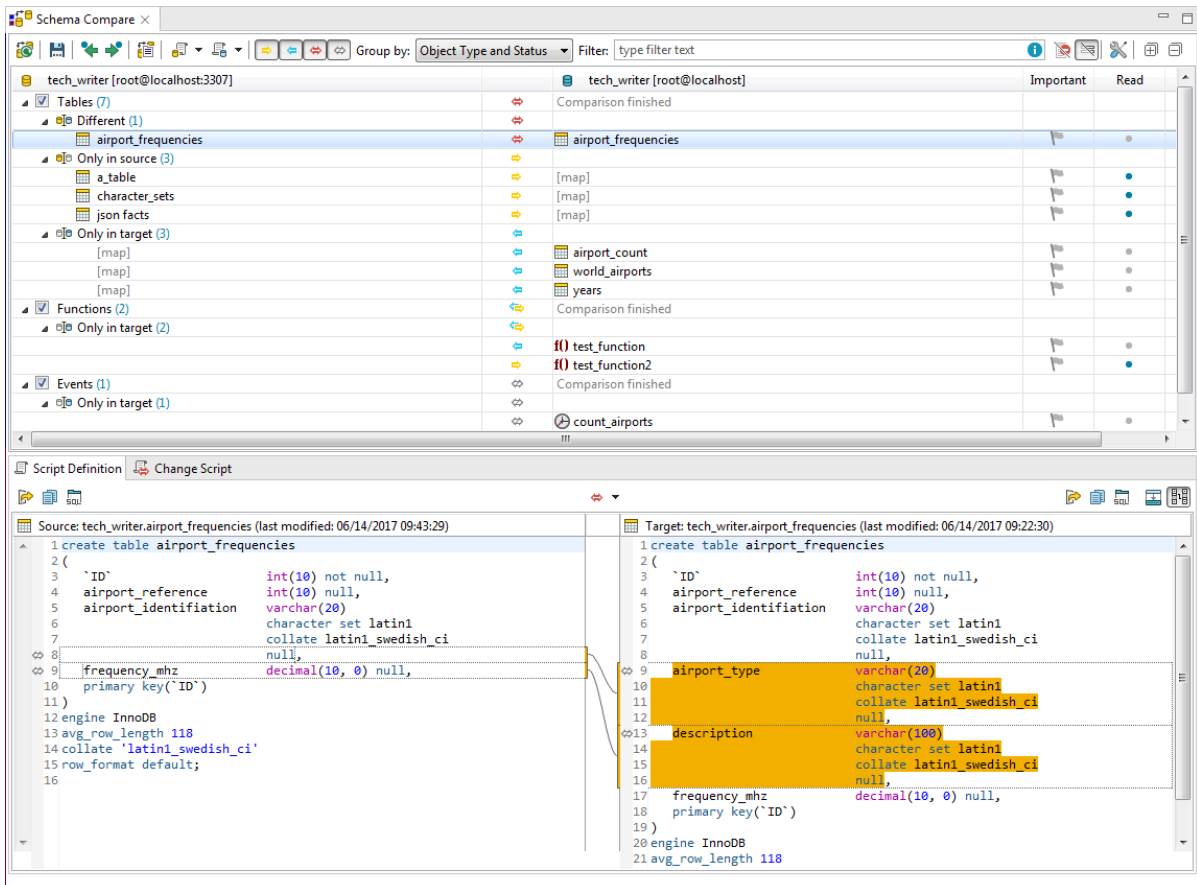 Schema Compare
Group by: Object Type and Status Filter: type filter text
tech_writer [root@localhost:3307] tech_writer [root@localhost] Important Read
Tables (7) Comparison finished
Different (1)
airport_frequencies airport_frequencies
Only in source (3)
a_table [map]
character_sets [map]
json facts [map]
Only in target (3)
[map] airport_count
[map] world_airports
[map] years
Functions (2) Comparison finished
Only in target (2)
f() test_function
f() test_function2
Events (1) Comparison finished
Only in target (1)
count_airports
Script Definition Change Script
SQL SQL
Source: tech_writer.airport_frequencies (last modified: 06/14/2017 09:43:29)
1 create table airport_frequencies
2 (
3 `ID` int(10) not null,
4 airport_reference int(10) null,
5 airport_identifiation varchar(20)
6 character set latin1
7 collate latin1_swedish_ci
8 null,
9 frequency_mhz decimal(10, 0) null,
10 primary key(`ID`)
11 )
12 engine InnoDB
13 avg_row_length 118
14 collate 'latin1_swedish_ci'
15 row_format default;
16
Target: tech_writer.airport_frequencies (last modified: 06/14/2017 09:22:30)
1 create table airport_frequencies
2 (
3 `ID` int(10) not null,
4 airport_reference int(10) null,
5 airport_identifiation varchar(20)
6 character set latin1
7 collate latin1_swedish_ci
8 null,
9 airport_type varchar(20)
10 character set latin1
11 collate latin1_swedish_ci
12 null,
13 description varchar(100)
14 character set latin1
15 collate latin1_swedish_ci
16 null,
17 frequency_mhz decimal(10, 0) null,
18 primary key(`ID`)
19 )
20 engine InnoDB
21 avg_row_length 118